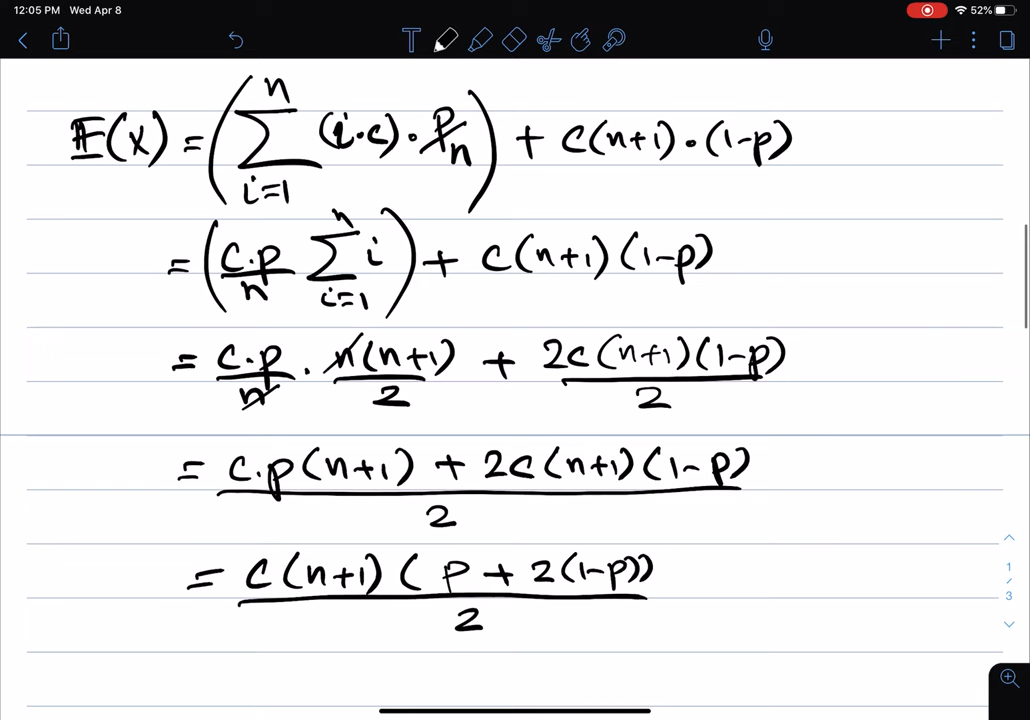 12:05 PM Wed Apr 8 52%
E(X) = ( n ∑ i=1 (i·c) · p/n ) + c(n+1)·(1-p)
= ( c.p/n n ∑ i=1 i ) + c(n+1)(1-p)
= c.p/n . n(n+1)/2 + 2c(n+1)(1-p)/2
= c.p(n+1) + 2c(n+1)(1-p)
2
= c(n+1)( p + 2(1-p))
2
1
/
3